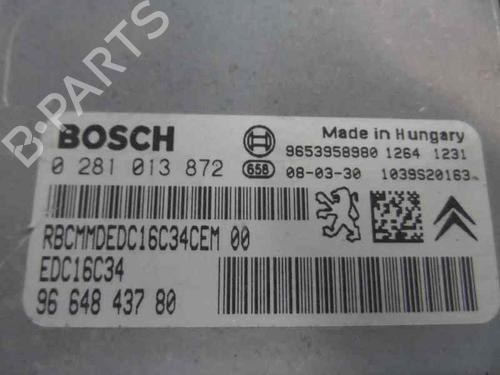 B-PARTS
BOSCH
Made in Hungary
9653958980 1264 1231
0 281 013 872
658 08-03-30 1039S20163
RBCMMDEDC16C34CEM 00
EDC16C34
96 648 437 80